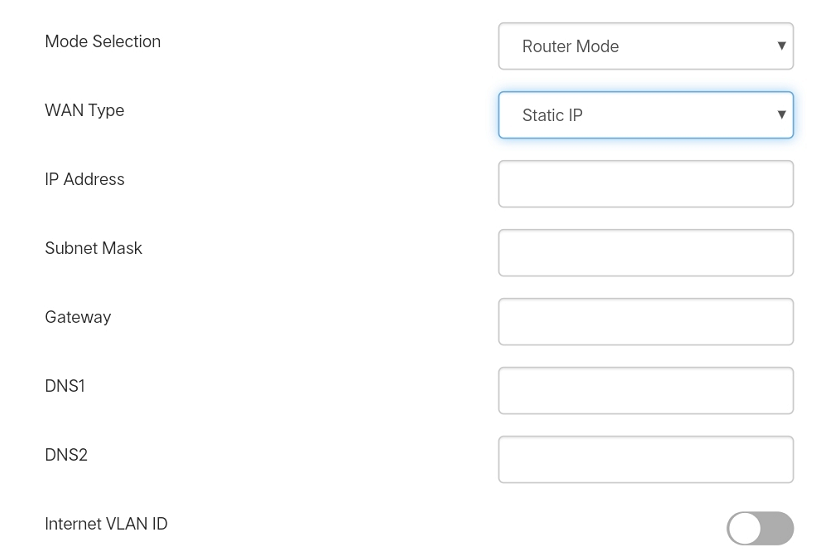 Mode Selection
Router Mode
WAN Type
Static IP
IP Address
Subnet Mask
Gateway
DNS1
DNS2
Internet VLAN ID